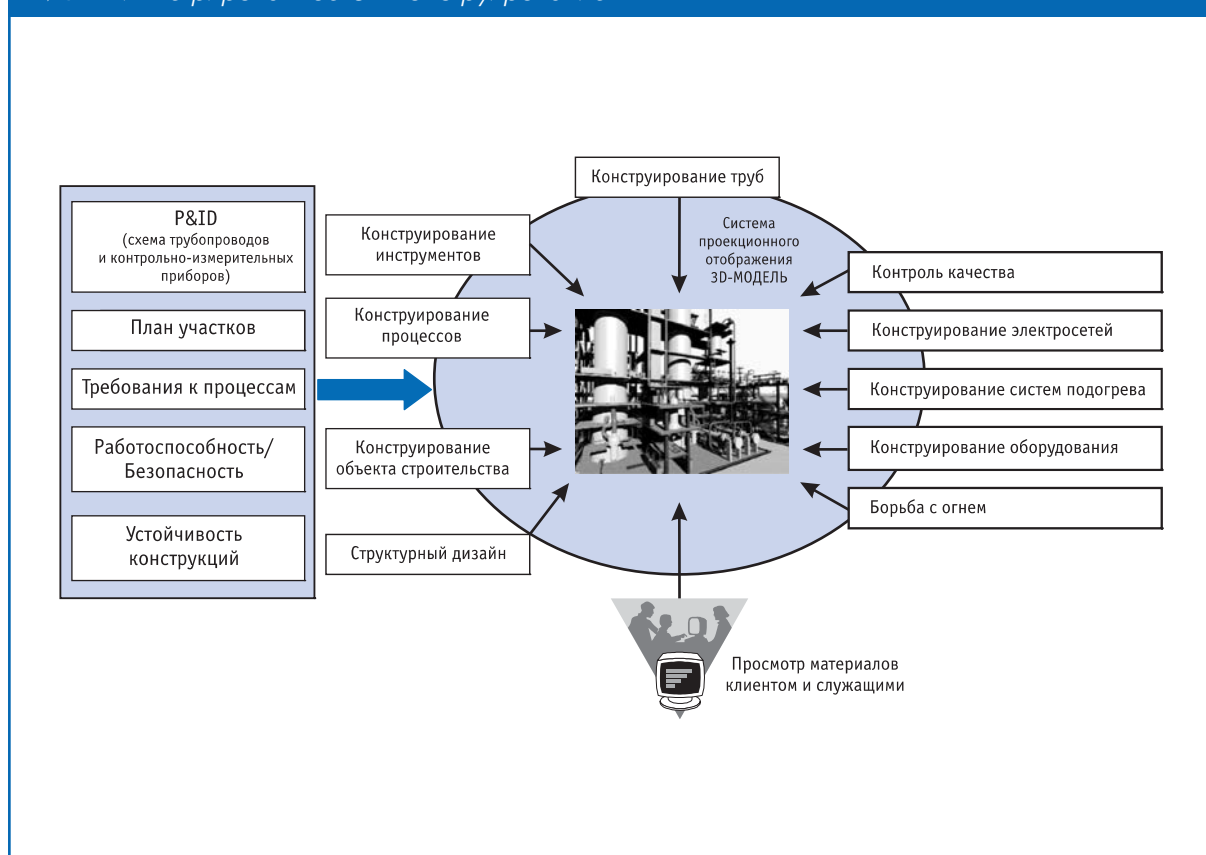 Конструирование труб
P&ID
(схема трубопроводов
и контрольно-измерительных
приборов)
План участков
Требования к процессам
Работоспособность/
Безопасность
Устойчивость
конструкций
Конструирование
инструментов
Конструирование
процессов
Конструирование
объекта строительства
Структурный дизайн
Система
проекционного
отображения
3D-МОДЕЛЬ
Контроль качества
Конструирование электросетей
Конструирование систем подогрева
Конструирование оборудования
Борьба с огнем
Просмотр материалов
клиентом и служащими